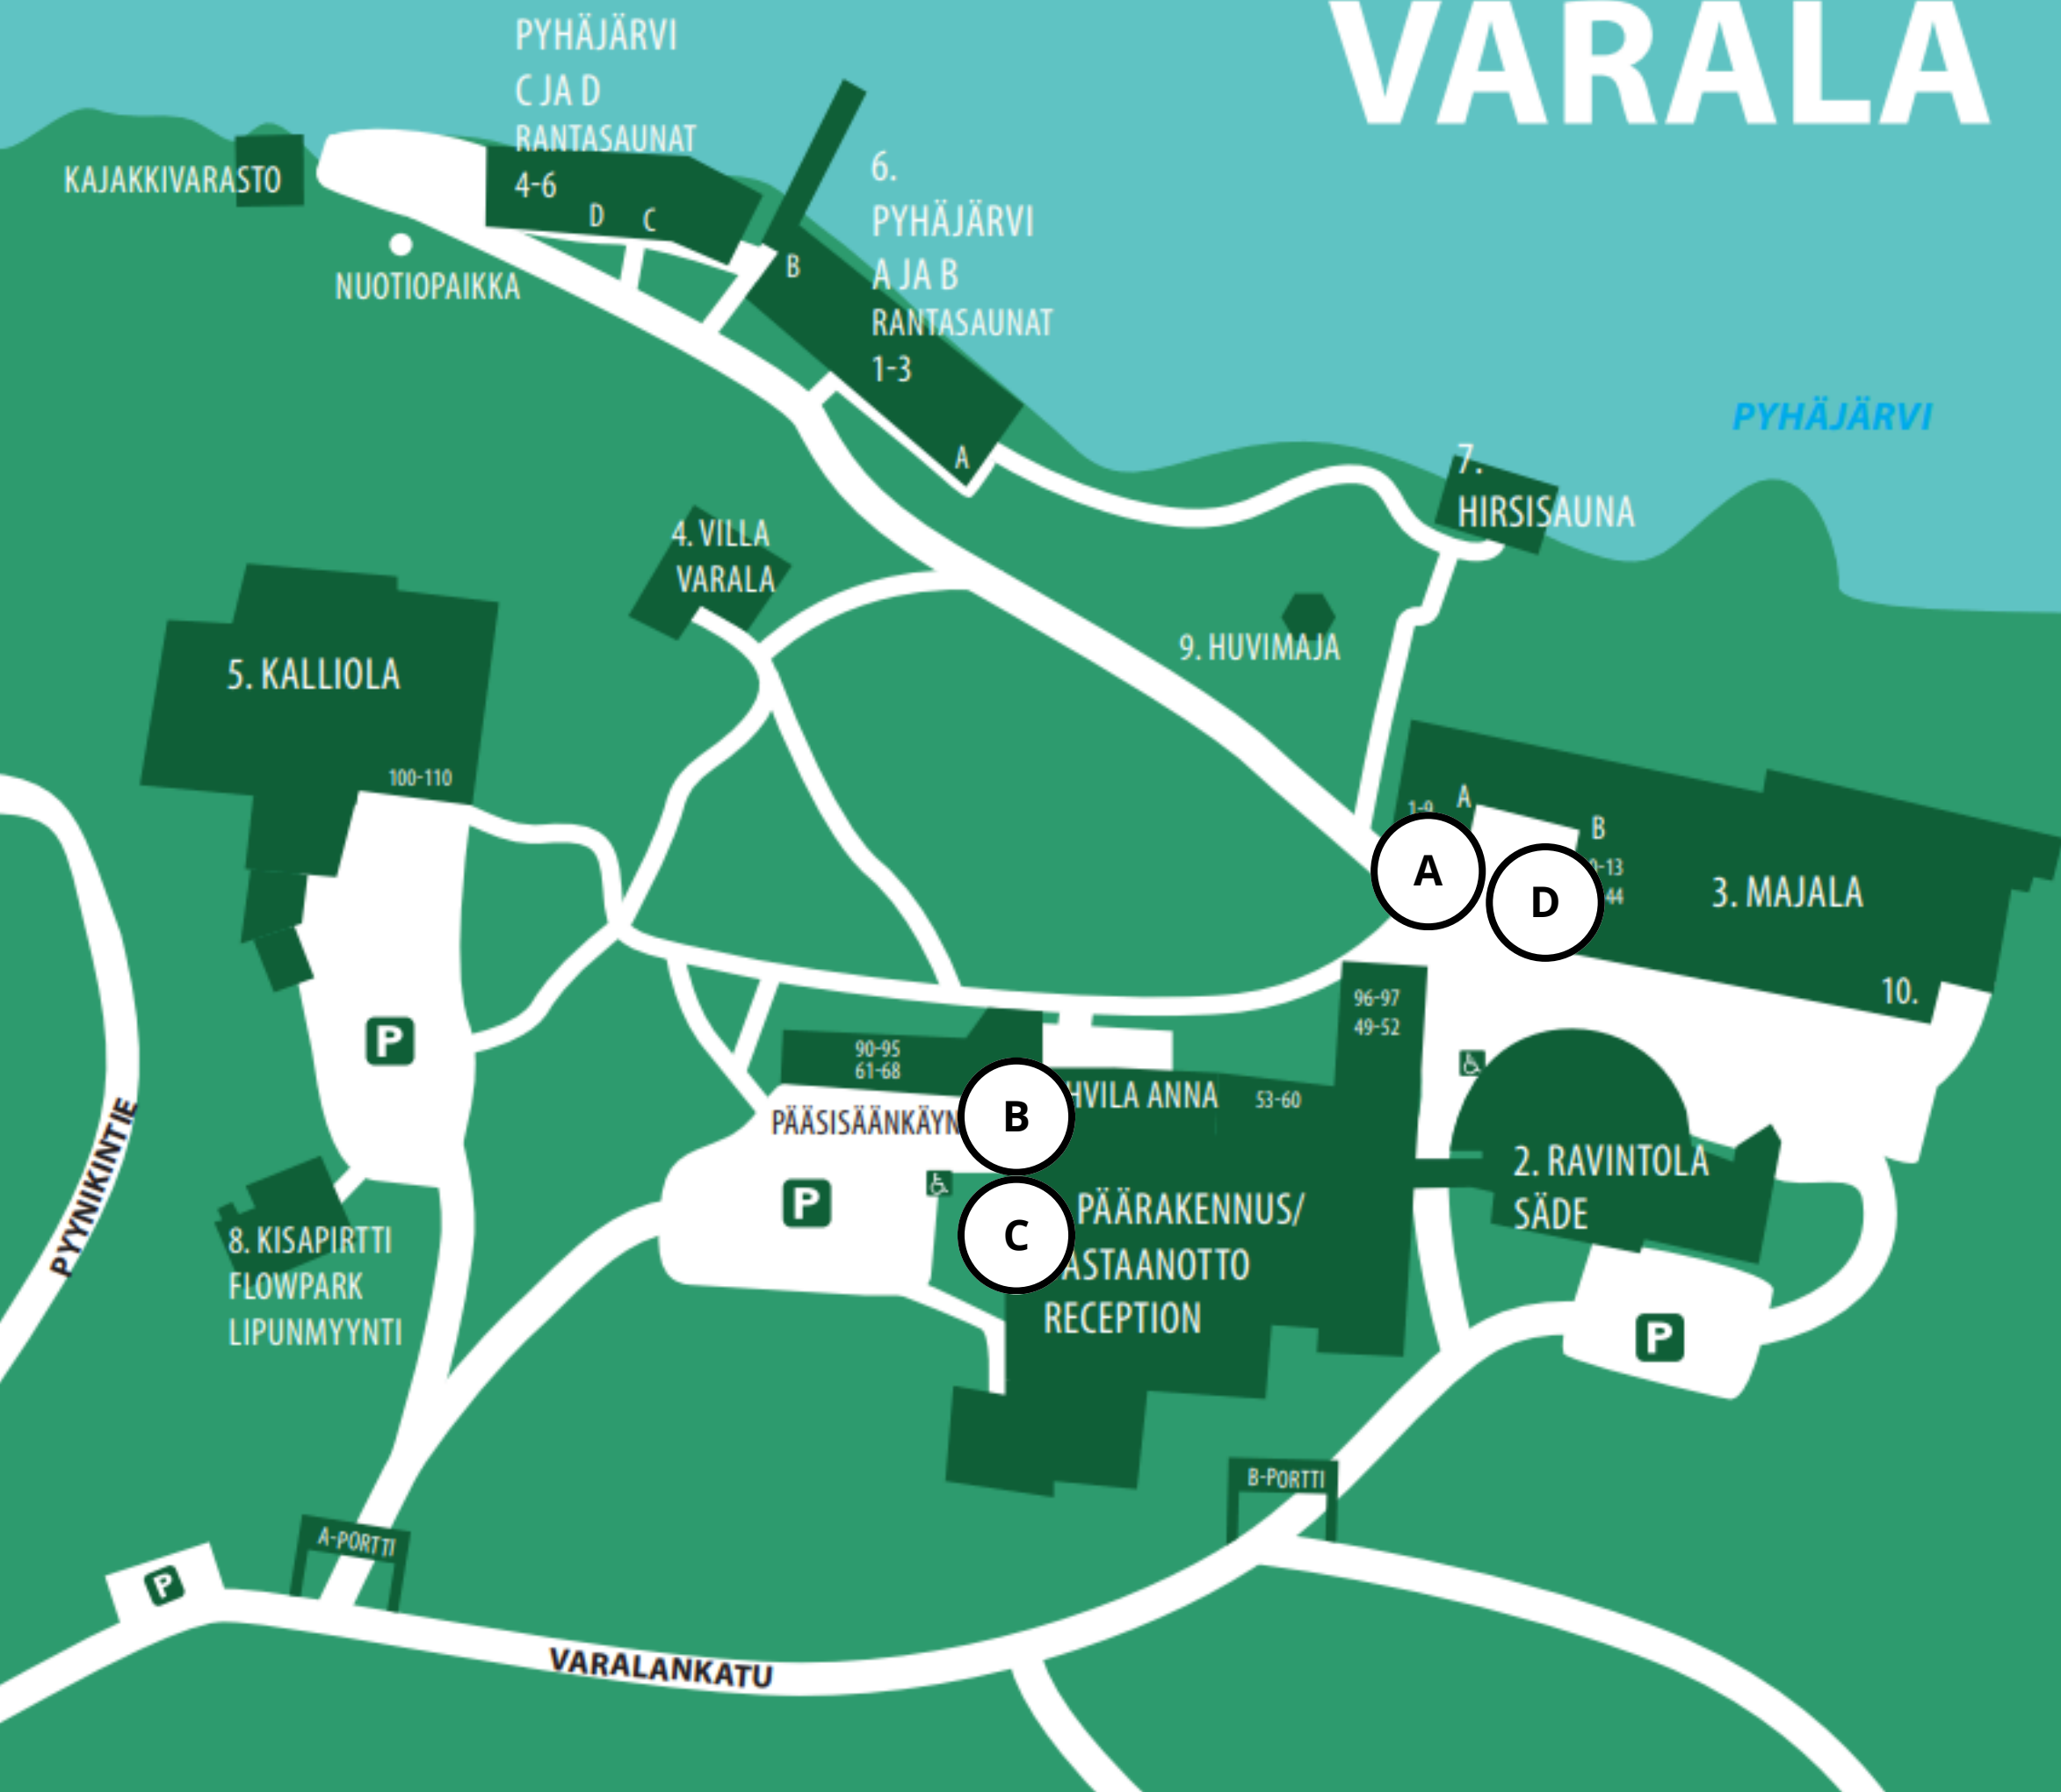 VARALA
PYHÄJÄRVI
C JA D
RANTASAUNAT
4-6
D C
KAJAKKIVARASTO
NUOTIOPAIKKA
6.
PYHÄJÄRVI
A JA B
RANTASAUNAT
1-3
B
A
PYHÄJÄRVI
7.
HIRSISAUNA
4. VILLA
VARALA
9. HUVIMAJA
5. KALLIOLA
100-110
1-9
A
B
A
D
3. MAJALA
10.
96-97
49-52
90-95
61-68
PÄÄSISÄÄNKÄYN
B
ANNA
53-60
C
PÄÄRAKENNUS/
RECEPTION
P
P
2. RAVINTOLA
SÄDE
P
8. KISAPIRTTI
FLOWPARK
LIPUNMYYNTI
PYYNIKINTIE
A-PORTTI
B-PORTTI
P
VARALANKATU